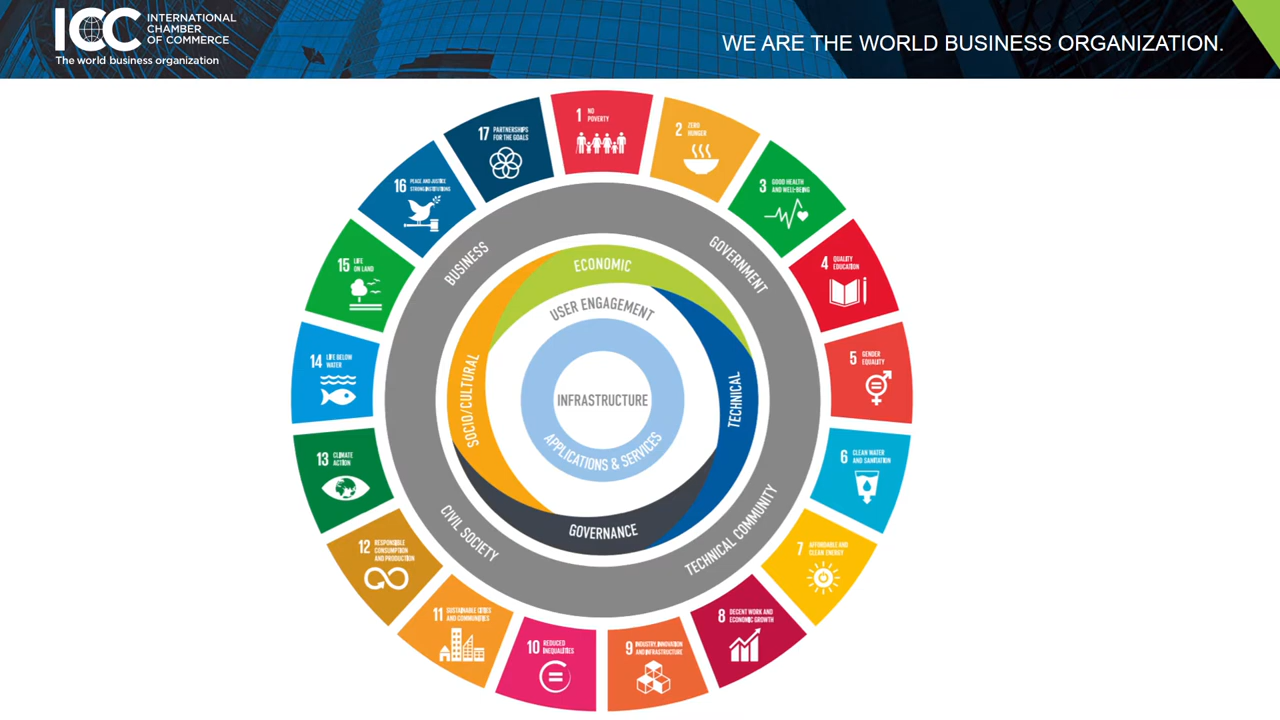 ICC INTERNATIONAL
CHAMBER
OF COMMERCE
The world business organization
WE ARE THE WORLD BUSINESS ORGANIZATION.
1 NO
POVERTY
2 ZERO
HUNGER
3 GOOD HEALTH
AND WELL-BEING
4 QUALITY
EDUCATION
5 GENDER
EQUALITY
6 CLEAN WATER
AND SANITATION
7 AFFORDABLE AND
CLEAN ENERGY
8 DECENT WORK AND
ECONOMIC GROWTH
9 INDUSTRY, INNOVATION
AND INFRASTRUCTURE
10 REDUCED
INEQUALITIES
11 SUSTAINABLE CITIES
AND COMMUNITIES
12 RESPONSIBLE
CONSUMPTION
AND PRODUCTION
13 CLIMATE
ACTION
14 LIFE BELOW
WATER
15 LIFE
ON LAND
16 PEACE AND JUSTICE
STRONG INSTITUTIONS
17 PARTNERSHIPS
FOR THE GOALS
BUSINESS
GOVERNMENT
TECHNICAL COMMUNITY
CIVIL SOCIETY
ECONOMIC
TECHNICAL
GOVERNANCE
SOCIO/CULTURAL
USER ENGAGEMENT
INFRASTRUCTURE
APPLICATIONS & SERVICES